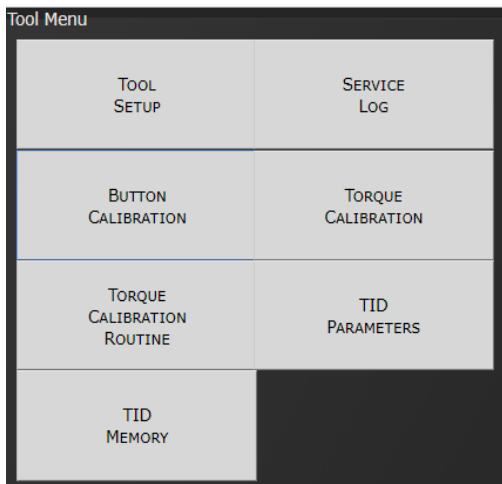 Tool Menu
Tool
Setup
Service
Log
Button
Calibration
Torque
Calibration
Torque
Calibration
Routine
TID
Parameters
TID
Memory